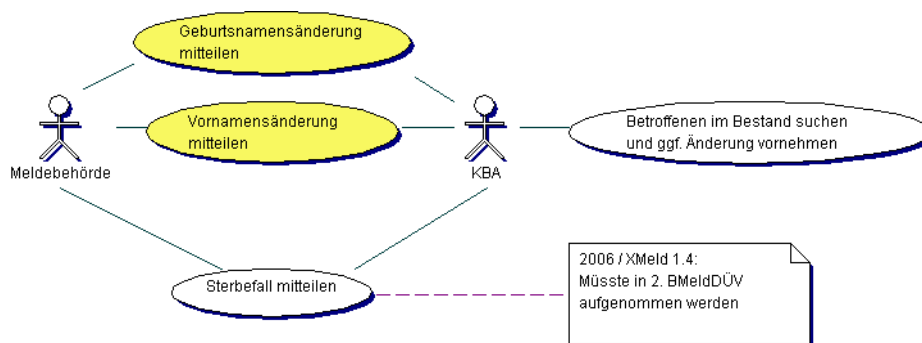 Geburtsnamensänderung
mitteilen
Vornamensänderung
mitteilen
Betroffenen im Bestand suchen
und ggf. Änderung vornehmen
Meldebehörde
KBA
Sterbefall mitteilen
2006 / XMeld 1.4:
Müsste in 2. BMeldDÜV
aufgenommen werden